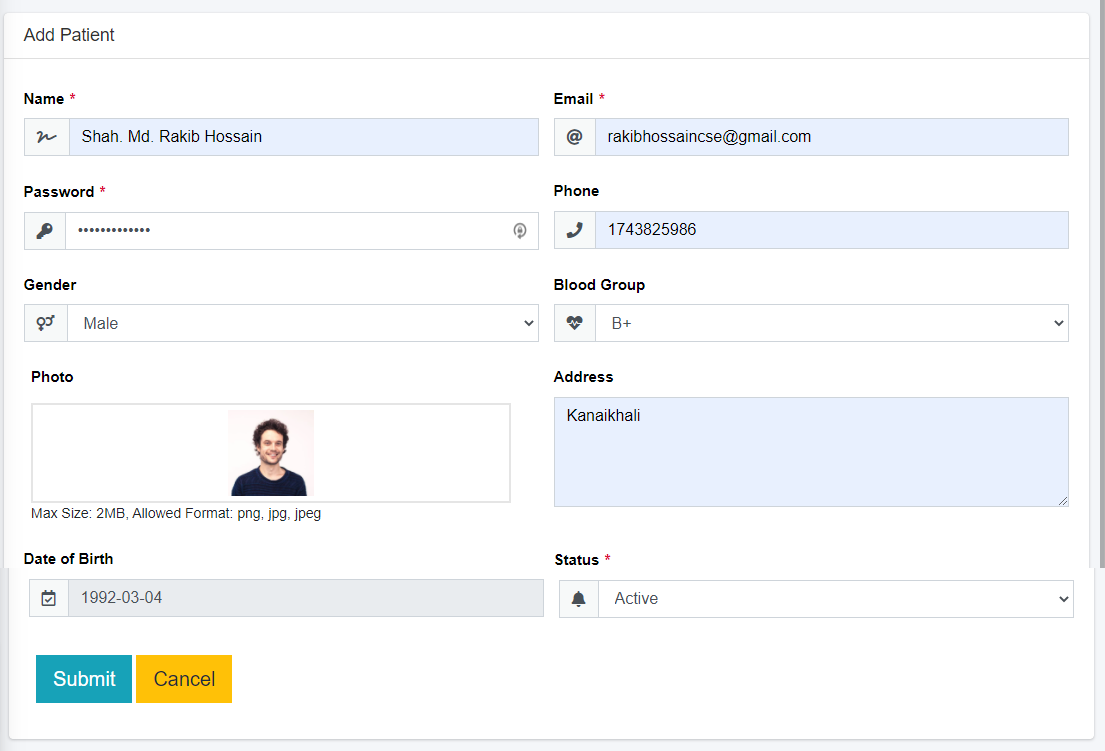 Add Patient
Name *
Email *
Shah. Md. Rakib Hossain
@ rakibhossaincse@gmail.com
Password *
Phone
•••••••••••••
1743825986
Gender
Blood Group
Male
B+
Photo
Address
Kanaikhali
Max Size: 2MB, Allowed Format: png, jpg, jpeg
Date of Birth
Status *
1992-03-04
Active
Submit
Cancel